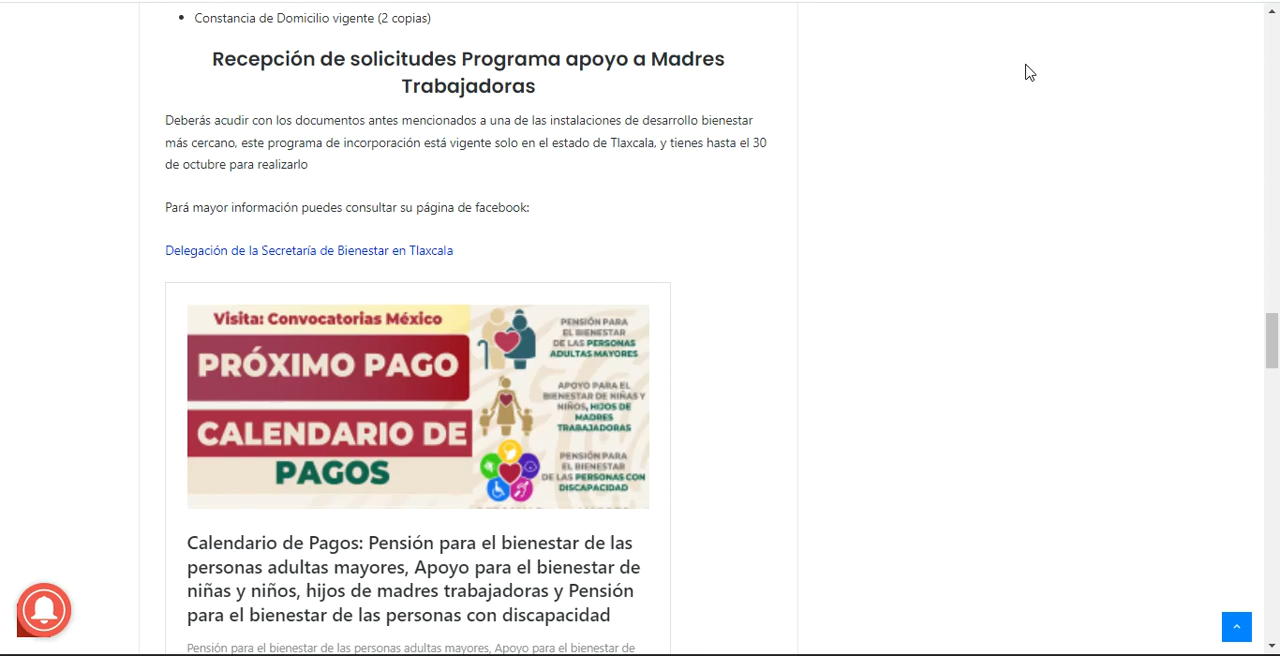 Constancia de Domicilio vigente (2 copias)
Recepción de solicitudes Programa apoyo a Madres
Trabajadoras
Deberás acudir con los documentos antes mencionados a una de las instalaciones de desarrollo bienestar
más cercano, este programa de incorporación está vigente solo en el estado de Tlaxcala, y tienes hasta el 30
de octubre para realizarlo
Pará mayor información puedes consultar su página de facebook:
Delegación de la Secretaría de Bienestar en Tlaxcala
Visita: Convocatorias México
PRÓXIMO PAGO
CALENDARIO DE
PAGOS
PENSIÓN PARA
EL BIENESTAR
DE LAS PERSONAS
ADULTAS MAYORES
APOYO PARA EL
BIENESTAR DE NIÑAS Y
NIÑOS, HIJOS DE
MADRES
TRABAJADORAS
PENSIÓN PARA
EL BIENESTAR
DE LAS PERSONAS CON
DISCAPACIDAD
Calendario de Pagos: Pensión para el bienestar de las
personas adultas mayores, Apoyo para el bienestar de
niñas y niños, hijos de madres trabajadoras y Pensión
para el bienestar de las personas con discapacidad
Pensión para el bienestar de las personas adultas mayores, Apoyo para el bienestar de